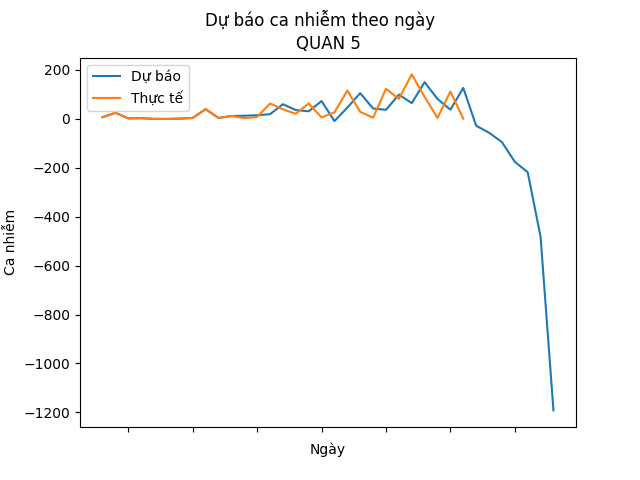 Dự báo ca nhiễm theo ngày
QUAN 5
Dự báo
Thực tế
200
0
−200
−400
−600
−800
−1000
−1200
Ca nhiễm
Ngày